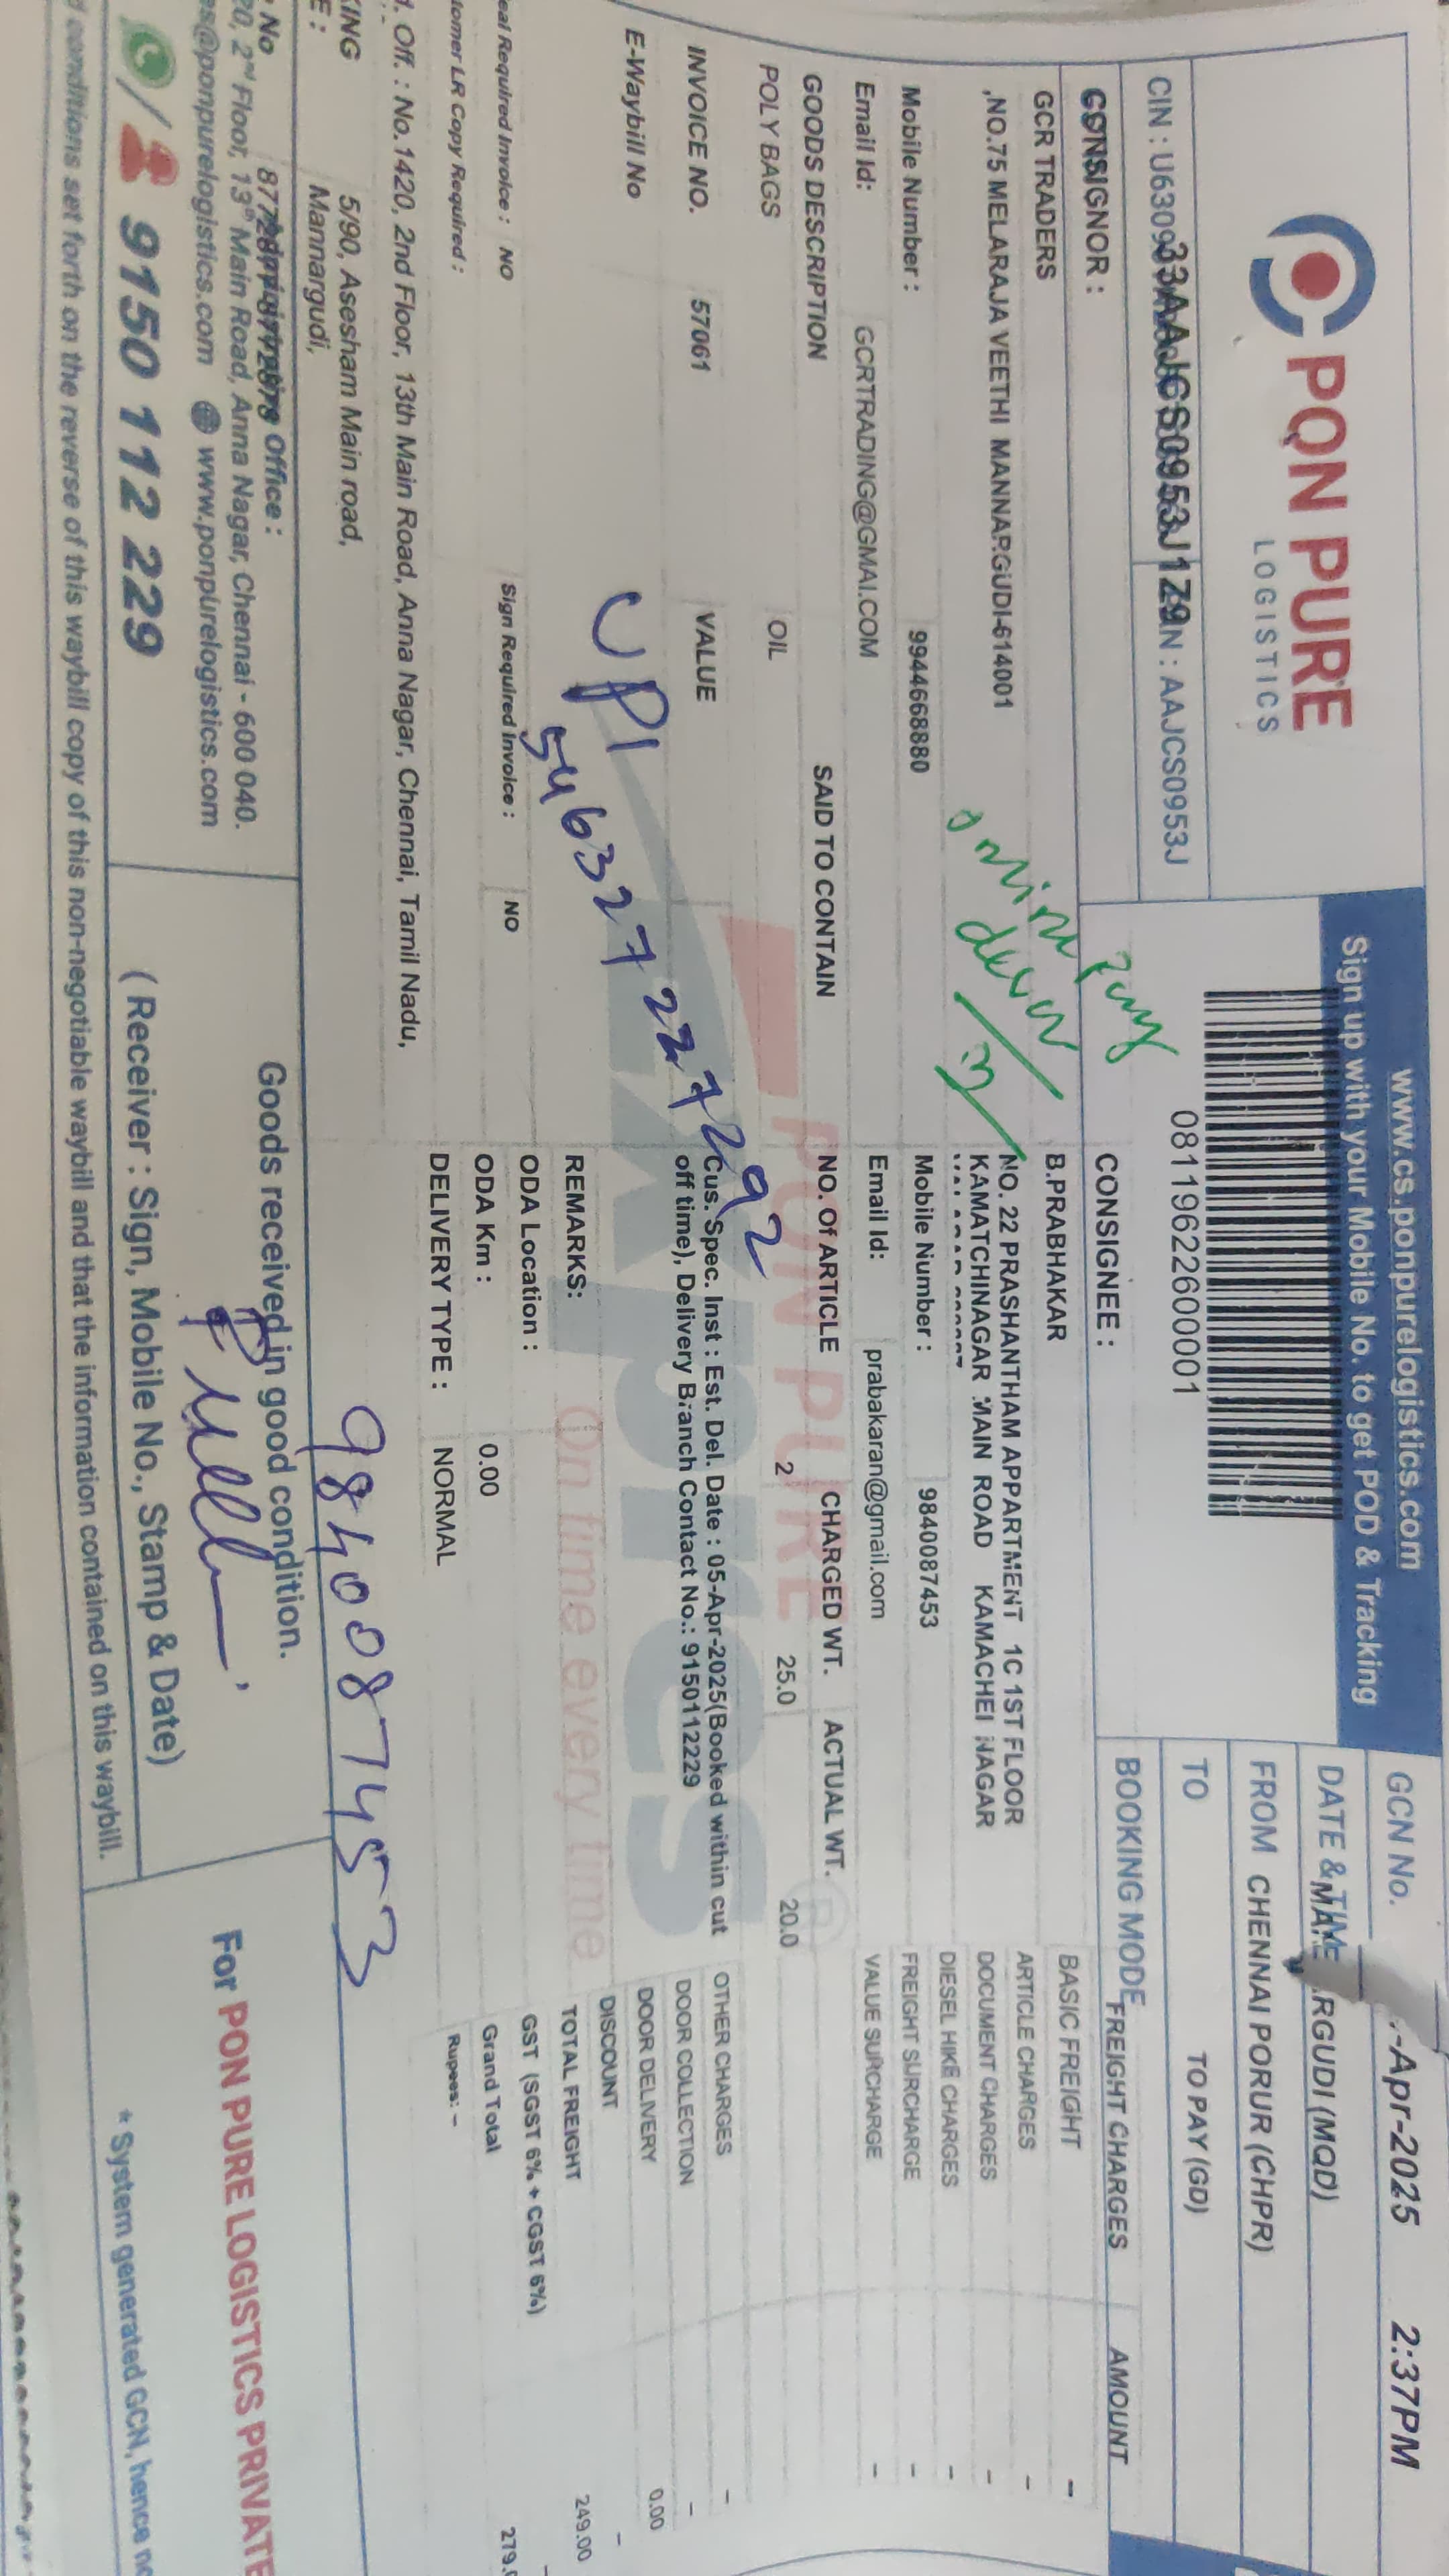 PON PURE
LOGISTICS
www.cs.ponpurelogistics.com
Sign up with your Mobile No. to get POD & Tracking
GCN No.
-Apr-2025 2:37PM
DATE & TIME
RGUDI (MQD)
FROM CHENNAI PORUR (CHPR)
TO
TO PAY (GD)
BOOKING MODE
CIN : U6309
33AAJCS0953J1Z9
N : AAJCS0953J
0811962260001
CONSIGNOR :
GCR TRADERS
,NO.75 MELARAJA VEETHI MANNARGUDI-614001
Mobile Number : 9944668880
Email Id: GCRTRADING@GMAI.COM
Pay
CONSIGNEE :
B.PRABHAKAR
NO. 22 PRASHANTHAM APPARTMENT 1C 1ST FLOOR
KAMATCHINAGAR MAIN ROAD KAMACHEI NAGAR
Mobile Number : 9840087453
Email Id: prabakaran@gmail.com
FREIGHT CHARGES AMOUNT
BASIC FREIGHT -
ARTICLE CHARGES -
DOCUMENT CHARGES -
DIESEL HIKE CHARGES -
FREIGHT SURCHARGE -
VALUE SURCHARGE -
OTHER CHARGES -
DOOR COLLECTION -
DOOR DELIVERY 0.00
DISCOUNT -
TOTAL FREIGHT 249.00
GST (SGST 6% + CGST 6%) -
Grand Total 279.
Rupees: -
GOODS DESCRIPTION SAID TO CONTAIN NO. Of ARTICLE CHARGED WT. ACTUAL WT.
POLY BAGS OIL 2 25.0 20.0
INVOICE NO. 57061 VALUE
E-Waybill No
UPI
546327227292
Cus. Spec. Inst : Est. Del. Date : 05-Apr-2025(Booked within cut
off time), Delivery Branch Contact No.: 9150112229
REMARKS:
ODA Location :
ODA Km : 0.00
DELIVERY TYPE : NORMAL
PON PURE
Xpress
On time every time
eal Required Invoice : NO Sign Required Invoice : NO
tomer LR Copy Required :
. Off. : No.1420, 2nd Floor, 13th Main Road, Anna Nagar, Chennai, Tamil Nadu,
KING 5/90, Asesham Main road,
E : Mannargudi,
No
Office :
20, 2nd Floor, 13th Main Road, Anna Nagar, Chennai - 600 040.
es@ponpurelogistics.com www.ponpurelogistics.com
/ 9150 112 229
9840087453
Goods received in good condition.
( Receiver : Sign, Mobile No., Stamp & Date)
For PON PURE LOGISTICS PRIVATE
* System generated GCN, hence no
d conditions set forth on the reverse of this waybill copy of this non-negotiable waybill and that the information contained on this waybill.